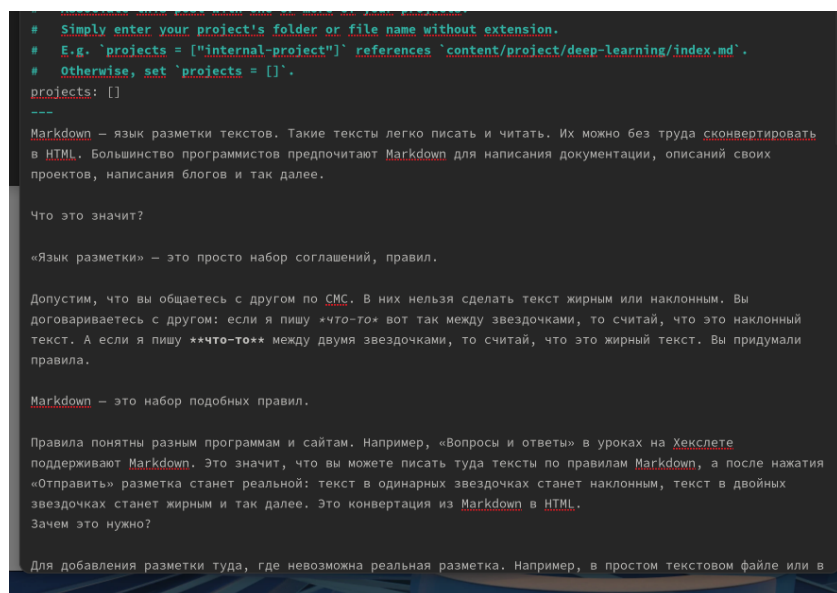 #   Simply enter your project's folder or file name without extension.
#   E.g. `projects = ["internal-project"]` references `content/project/deep-learning/index.md`.
#   Otherwise, set `projects = []`.
projects: []
---
Markdown — язык разметки текстов. Такие тексты легко писать и читать. Их можно без труда сконвертировать
в HTML. Большинство программистов предпочитают Markdown для написания документации, описаний своих
проектов, написания блогов и так далее.
Что это значит?
«Язык разметки» — это просто набор соглашений, правил.
Допустим, что вы общаетесь с другом по СМС. В них нельзя сделать текст жирным или наклонным. Вы
договариваетесь с другом: если я пишу *что-то* вот так между звездочками, то считай, что это наклонный
текст. А если я пишу **что-то** между двумя звездочками, то считай, что это жирный текст. Вы придумали
правила.
Markdown — это набор подобных правил.
Правила понятны разным программам и сайтам. Например, «Вопросы и ответы» в уроках на Хекслете
поддерживают Markdown. Это значит, что вы можете писать туда тексты по правилам Markdown, а после нажатия
«Отправить» разметка станет реальной: текст в одинарных звездочках станет наклонным, текст в двойных
звездочках станет жирным и так далее. Это конвертация из Markdown в HTML.
Зачем это нужно?
Для добавления разметки туда, где невозможна реальная разметка. Например, в простом текстовом файле или в